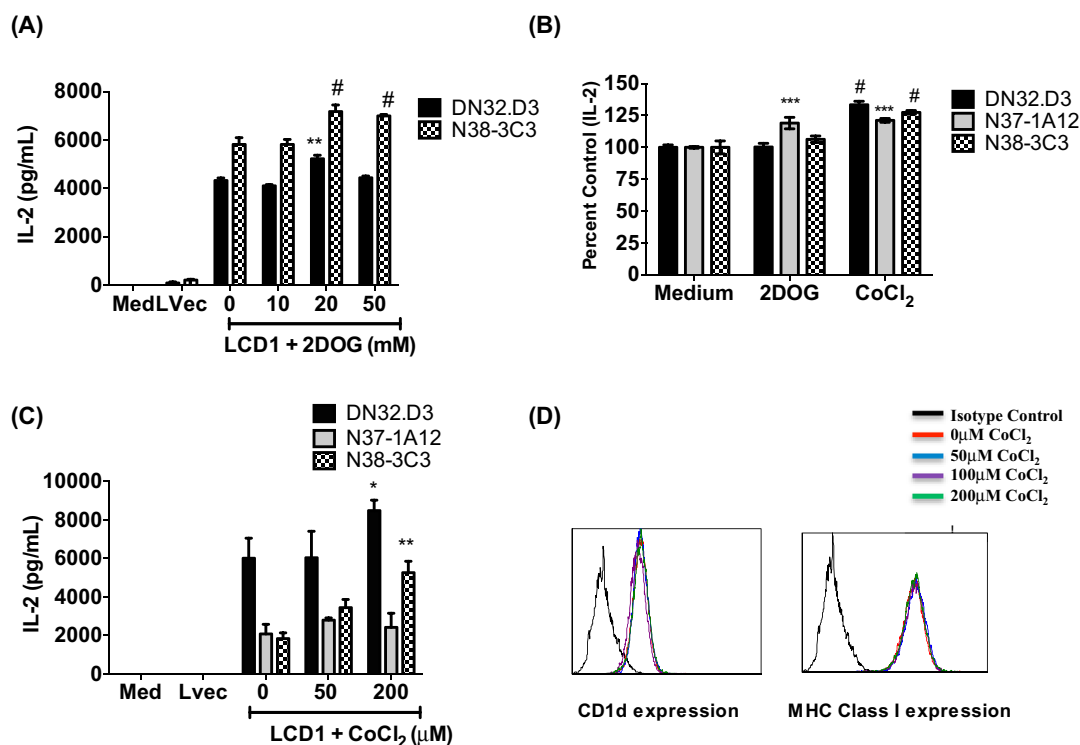 (A)
IL-2 (pg/mL)
8000
6000
4000
2000
0
**
#
#
DN32.D3
N38-3C3
Med LVec 0 10 20 50
LCD1 + 2DOG (mM)
(B)
Percent Control (IL-2)
150
125
100
75
50
25
0
***
#
***
#
DN32.D3
N37-1A12
N38-3C3
Medium 2DOG CoCl₂
(C)
DN32.D3
N37-1A12
N38-3C3
IL-2 (pg/mL)
10000
8000
6000
4000
2000
0
*
**
Med Lvec 0 50 200
LCD1 + CoCl₂ (μM)
(D)
Isotype Control
0μM CoCl₂
50μM CoCl₂
100μM CoCl₂
200μM CoCl₂
CD1d expression
MHC Class I expression